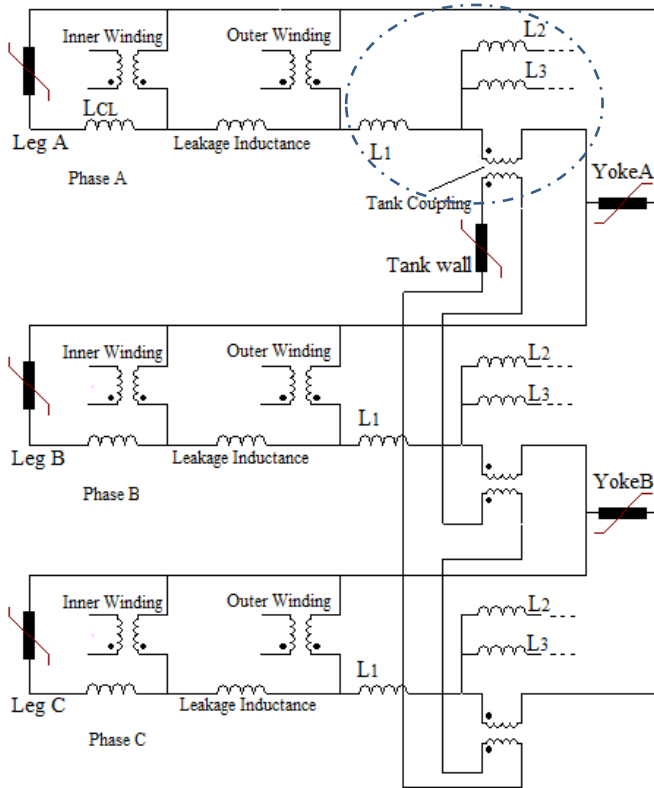 L2
Inner Winding
Outer Winding
L3
LCL
Leg A
Leakage Inductance
L1
Phase A
YokeA
Tank Coupling
Tank wall
Inner Winding
Outer Winding
L2
L3
L1
Leg B
Leakage Inductance
YokeB
Phase B
Inner Winding
Outer Winding
L2
L3
L1
Leg C
Leakage Inductance
Phase C